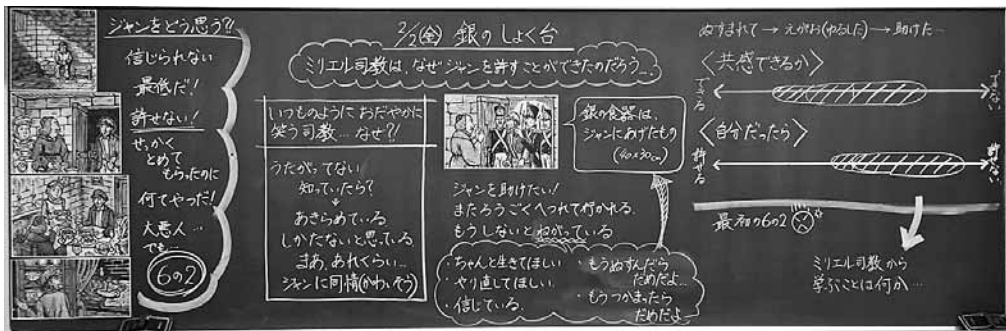 ジャンをどう思う?!
信じられない
最低だ!
許せない!
せっかく
とめて
もらったのに
何てやつだ!
大悪人…
でも…
6の2
2/2(金) 銀のしょく台
ミリエル司教は、なぜジャンを許すことができたのだろう…。
いつものように おだやかに
笑う司教… なぜ?!
うたがってない
知っていたら?
あきらめている
しかたないと思っている
まあ、あれくらい…
ジャンに同情(かわいそう)
銀の食器は、
ジャンにあげたもの
(40×30cm)
ジャンを助けたい!
またろうごくへつれて行かれる。
もうしないとねがっている
・ちゃんと生きてほしい
・やり直してほしい。
・信じている。
・もうぬすんだら
だめだよ…
・もうつかまったら
だめだよ
ぬすまれて → えがお(ゆるした) → 助けた…
〈共感できるか〉
できる
できない
〈自分だったら〉
許せる
許せない
最初の6の2
ミリエル司教から
学ぶことは何か…